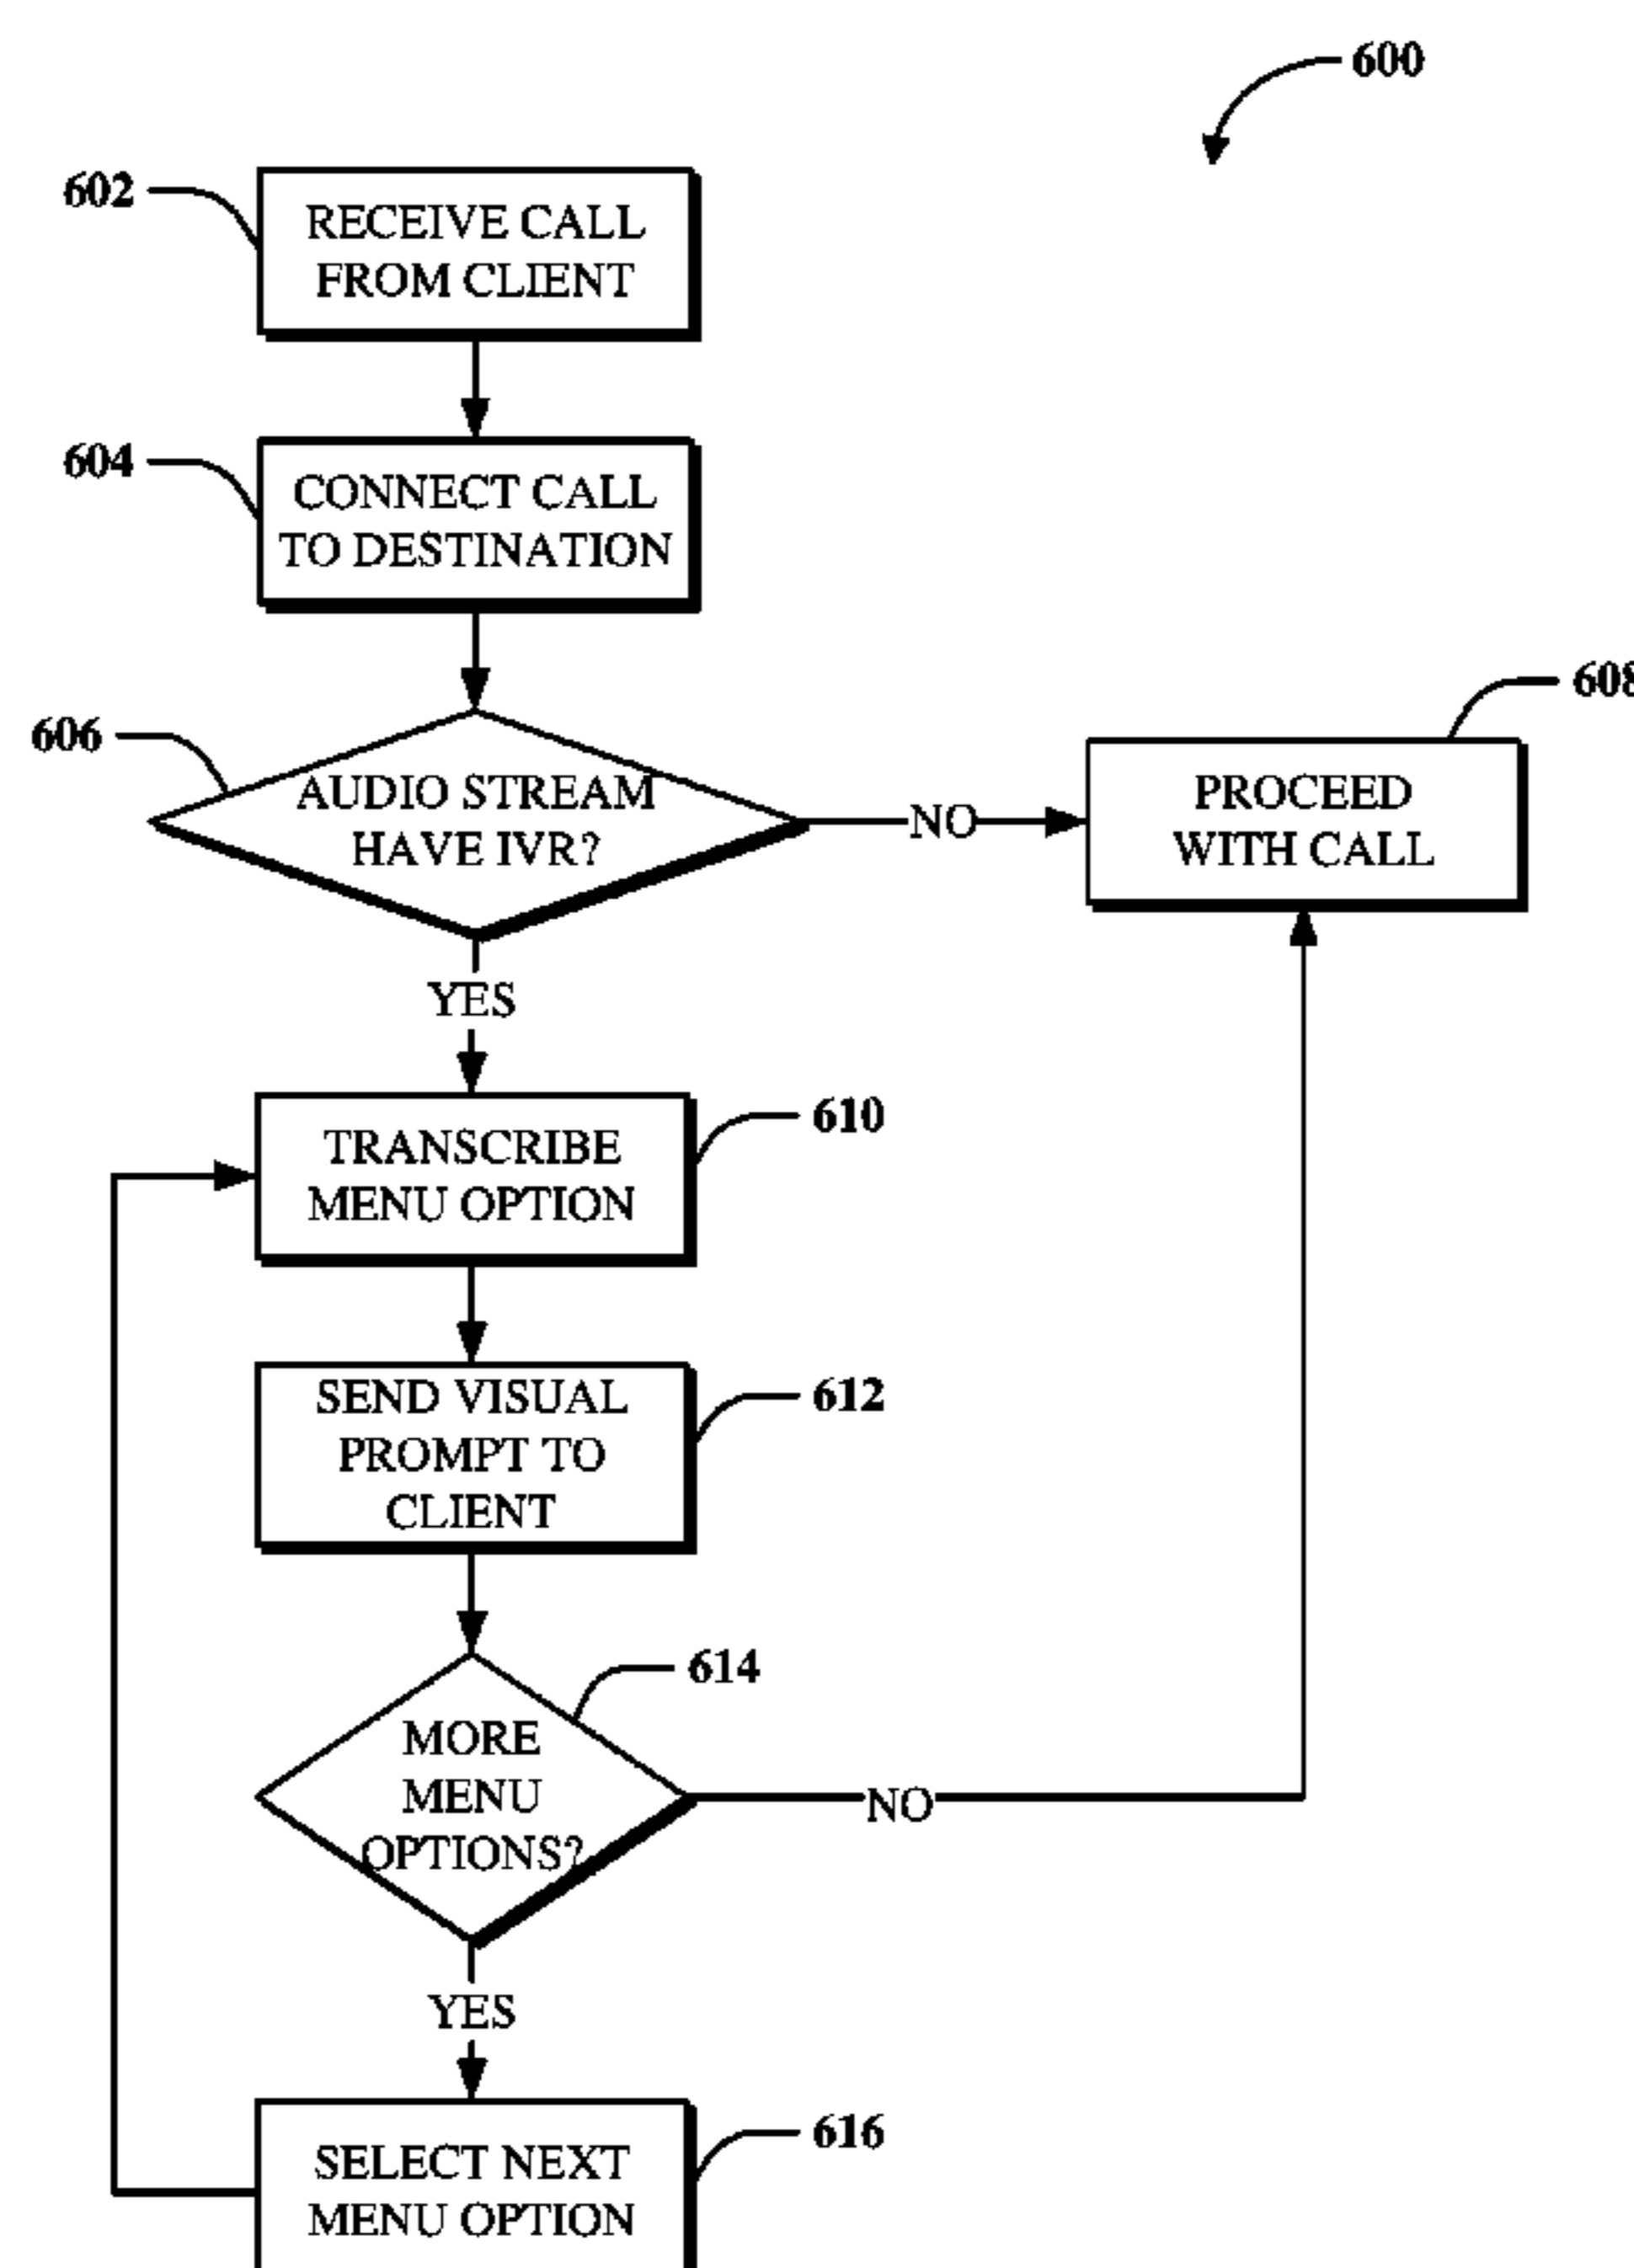 600
602
RECEIVE CALL
FROM CLIENT
604
CONNECT CALL
TO DESTINATION
606
AUDIO STREAM
HAVE IVR?
NO
608
PROCEED
WITH CALL
YES
610
TRANSCRIBE
MENU OPTION
612
SEND VISUAL
PROMPT TO
CLIENT
614
MORE
MENU
OPTIONS?
NO
YES
616
SELECT NEXT
MENU OPTION